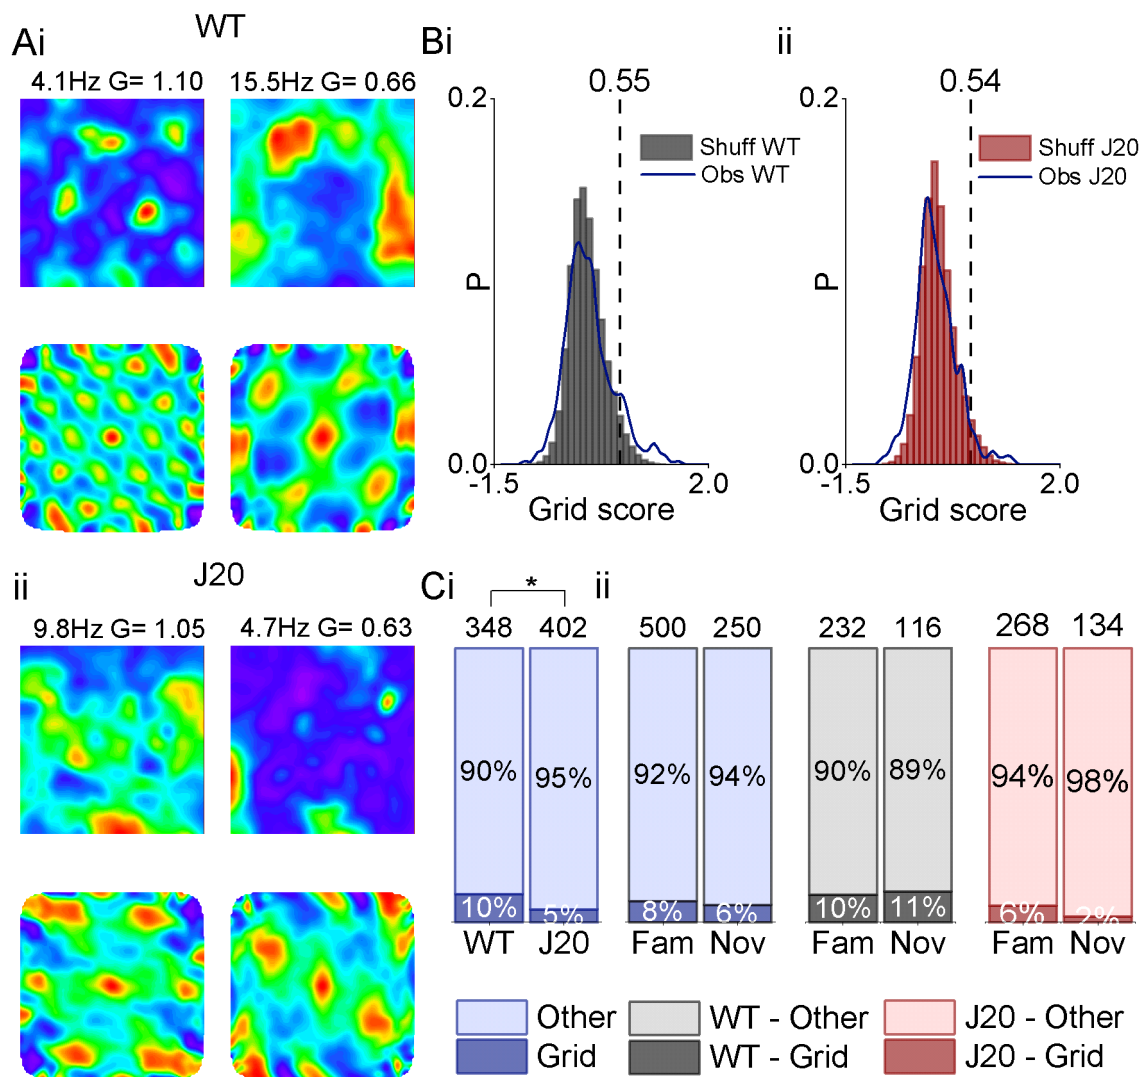 WT
Ai
4.1Hz G= 1.10
15.5Hz G= 0.66
Bi
0.55
0.2
Shuff WT
Obs WT
P
0.0
-1.5
2.0
Grid score
ii
0.54
0.2
Shuff J20
Obs J20
P
0.0
-1.5
2.0
Grid score
ii
J20
9.8Hz G= 1.05
4.7Hz G= 0.63
Ci
*
348 402
90% 95%
10% 5%
WT J20
ii
500 250
92% 94%
8% 6%
Fam Nov
232 116
90% 89%
10% 11%
Fam Nov
268 134
94% 98%
6% 2%
Fam Nov
Other
Grid
WT - Other
WT - Grid
J20 - Other
J20 - Grid